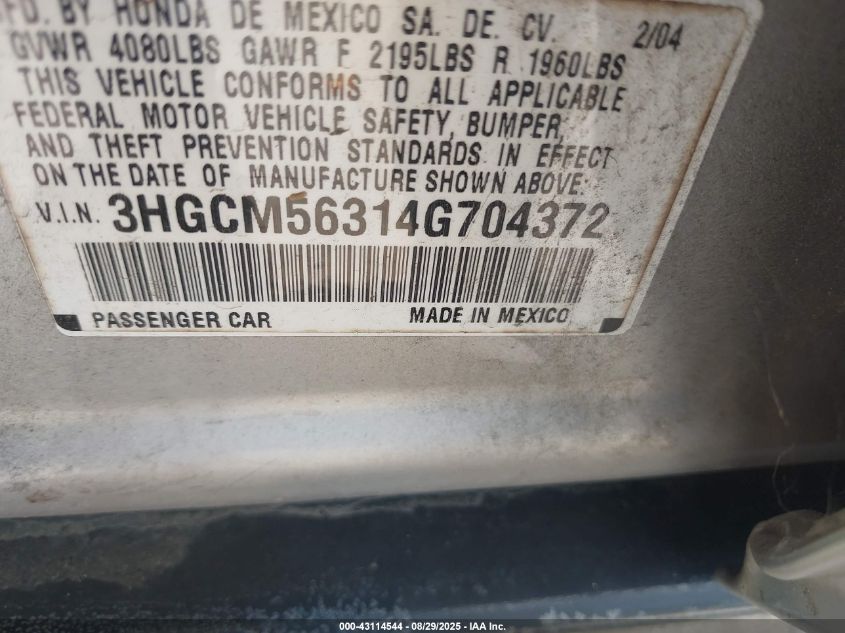 MFD. BY HONDA DE MEXICO SA. DE. CV. 2/04
GVWR 4080LBS GAWR F 2195LBS R 1960LBS
THIS VEHICLE CONFORMS TO ALL APPLICABLE
FEDERAL MOTOR VEHICLE SAFETY, BUMPER,
AND THEFT PREVENTION STANDARDS IN EFFECT
ON THE DATE OF MANUFACTURE SHOWN ABOVE.
V.I.N. 3HGCM56314G704372
PASSENGER CAR MADE IN MEXICO
000-43114544 | 08/29/2025 - IAA Inc.